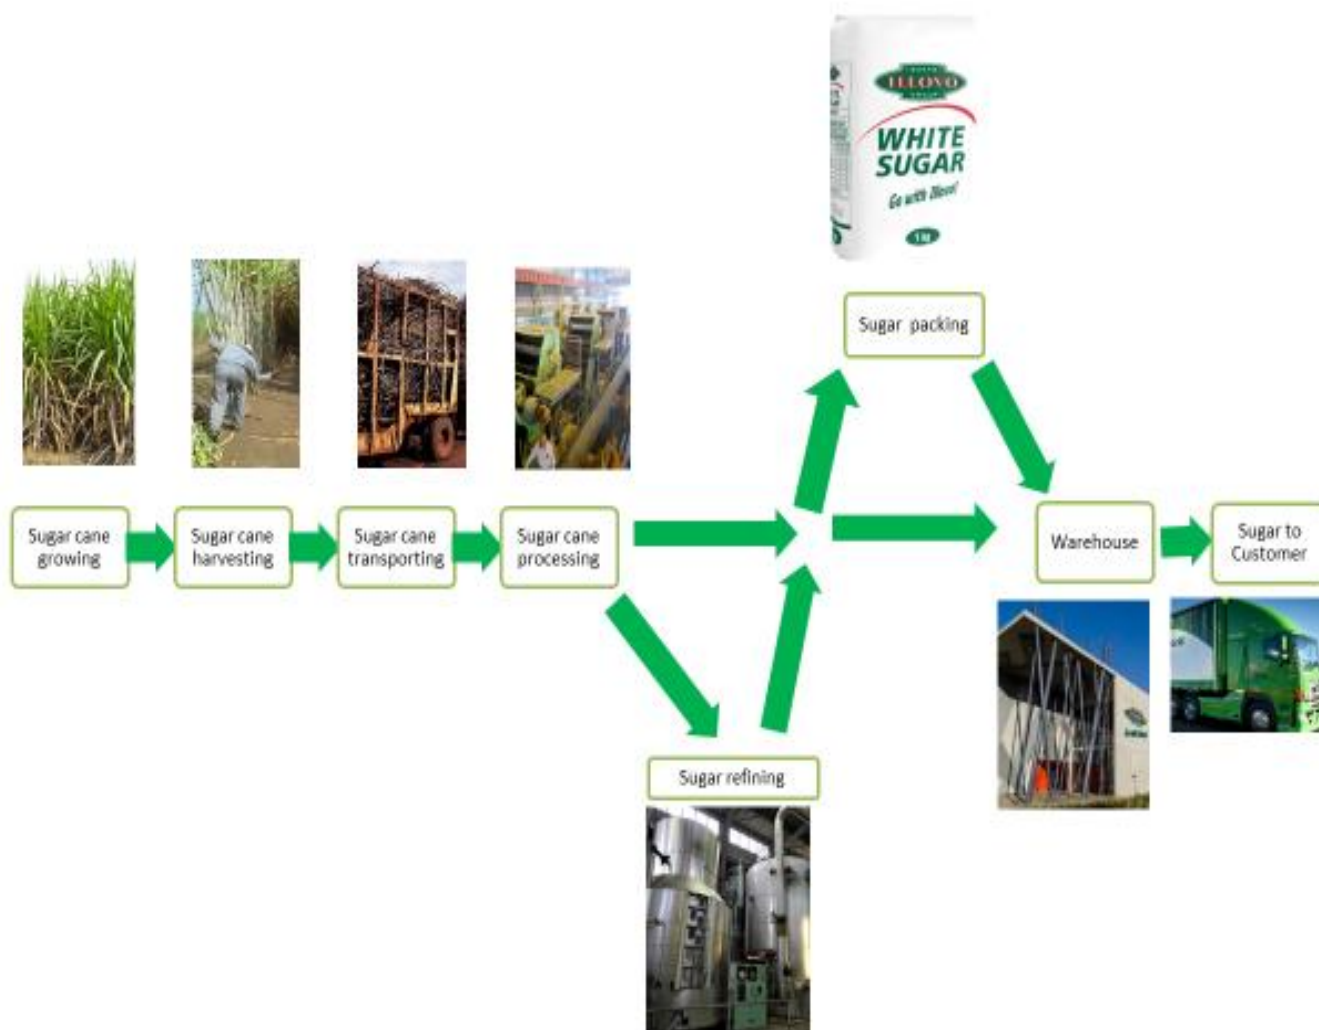 ILLOVO
WHITE
SUGAR
Go with Illovo!
Sugar packing
Sugar cane
growing
Sugar cane
harvesting
Sugar cane
transporting
Sugar cane
processing
Warehouse
Sugar to
Customer
Sugar refining